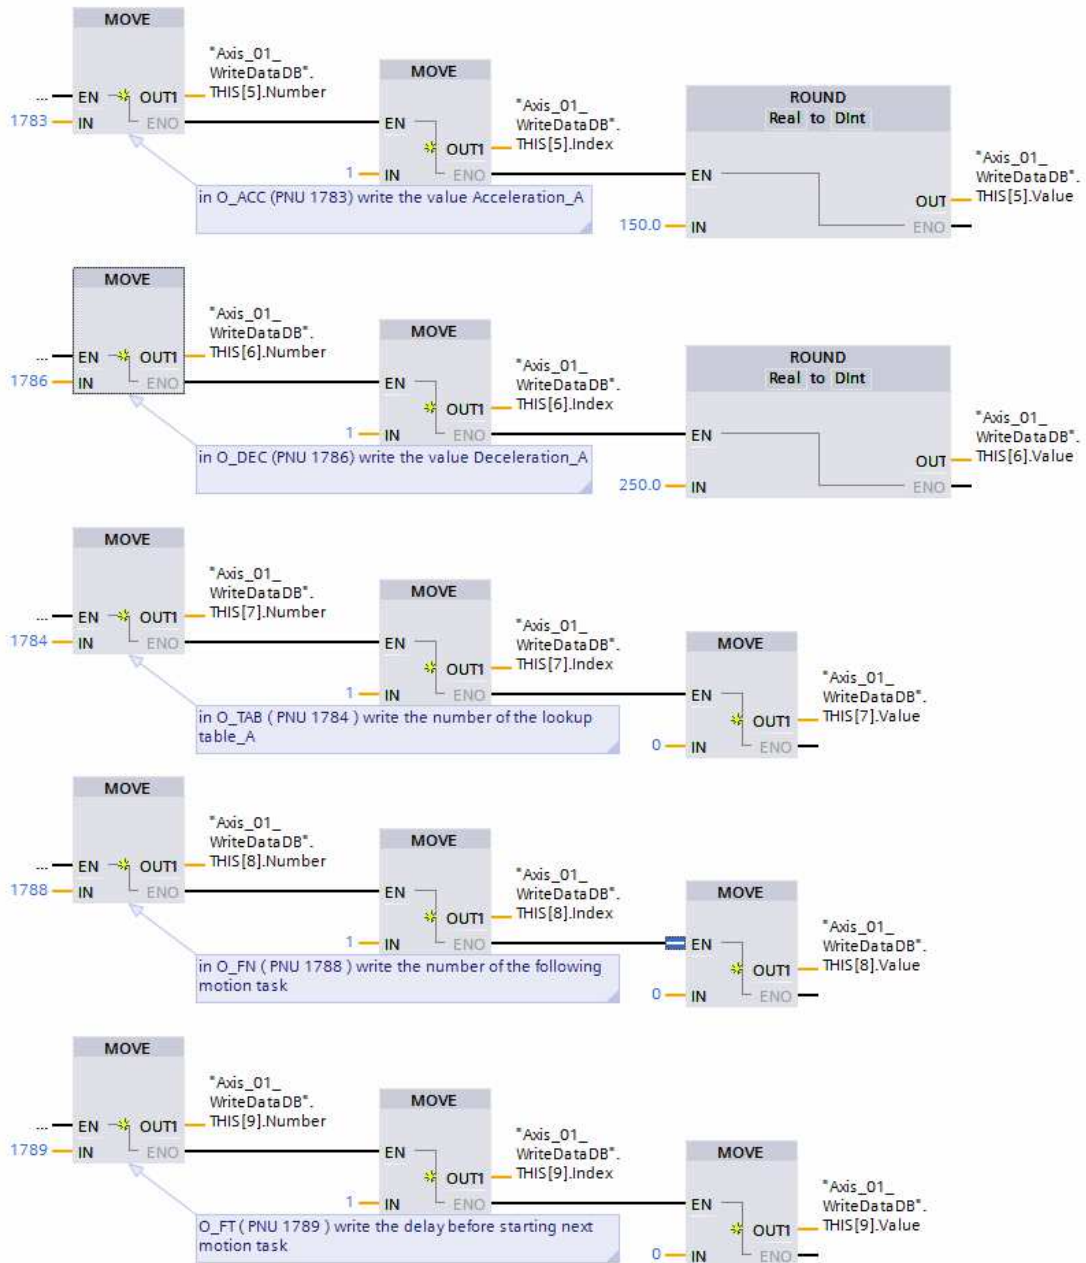 MOVE
"Axis_01_
WriteDataDB".
THIS[5].Number
... EN OUT1
1783 IN ENO
MOVE
"Axis_01_
WriteDataDB".
THIS[5].Index
EN OUT1
1 IN ENO
ROUND
Real to DInt
"Axis_01_
WriteDataDB".
THIS[5].Value
EN OUT
150.0 IN ENO
in O_ACC (PNU 1783) write the value Acceleration_A
MOVE
"Axis_01_
WriteDataDB".
THIS[6].Number
... EN OUT1
1786 IN ENO
MOVE
"Axis_01_
WriteDataDB".
THIS[6].Index
EN OUT1
1 IN ENO
ROUND
Real to DInt
"Axis_01_
WriteDataDB".
THIS[6].Value
EN OUT
250.0 IN ENO
in O_DEC (PNU 1786) write the value Deceleration_A
MOVE
"Axis_01_
WriteDataDB".
THIS[7].Number
... EN OUT1
1784 IN ENO
MOVE
"Axis_01_
WriteDataDB".
THIS[7].Index
EN OUT1
1 IN ENO
MOVE
"Axis_01_
WriteDataDB".
THIS[7].Value
EN OUT1
0 IN ENO
in O_TAB ( PNU 1784 ) write the number of the lookup
table_A
MOVE
"Axis_01_
WriteDataDB".
THIS[8].Number
... EN OUT1
1788 IN ENO
MOVE
"Axis_01_
WriteDataDB".
THIS[8].Index
EN OUT1
1 IN ENO
MOVE
"Axis_01_
WriteDataDB".
THIS[8].Value
EN OUT1
0 IN ENO
in O_FN ( PNU 1788 ) write the number of the following
motion task
MOVE
"Axis_01_
WriteDataDB".
THIS[9].Number
... EN OUT1
1789 IN ENO
MOVE
"Axis_01_
WriteDataDB".
THIS[9].Index
EN OUT1
1 IN ENO
MOVE
"Axis_01_
WriteDataDB".
THIS[9].Value
EN OUT1
0 IN ENO
O_FT ( PNU 1789 ) write the delay before starting next
motion task